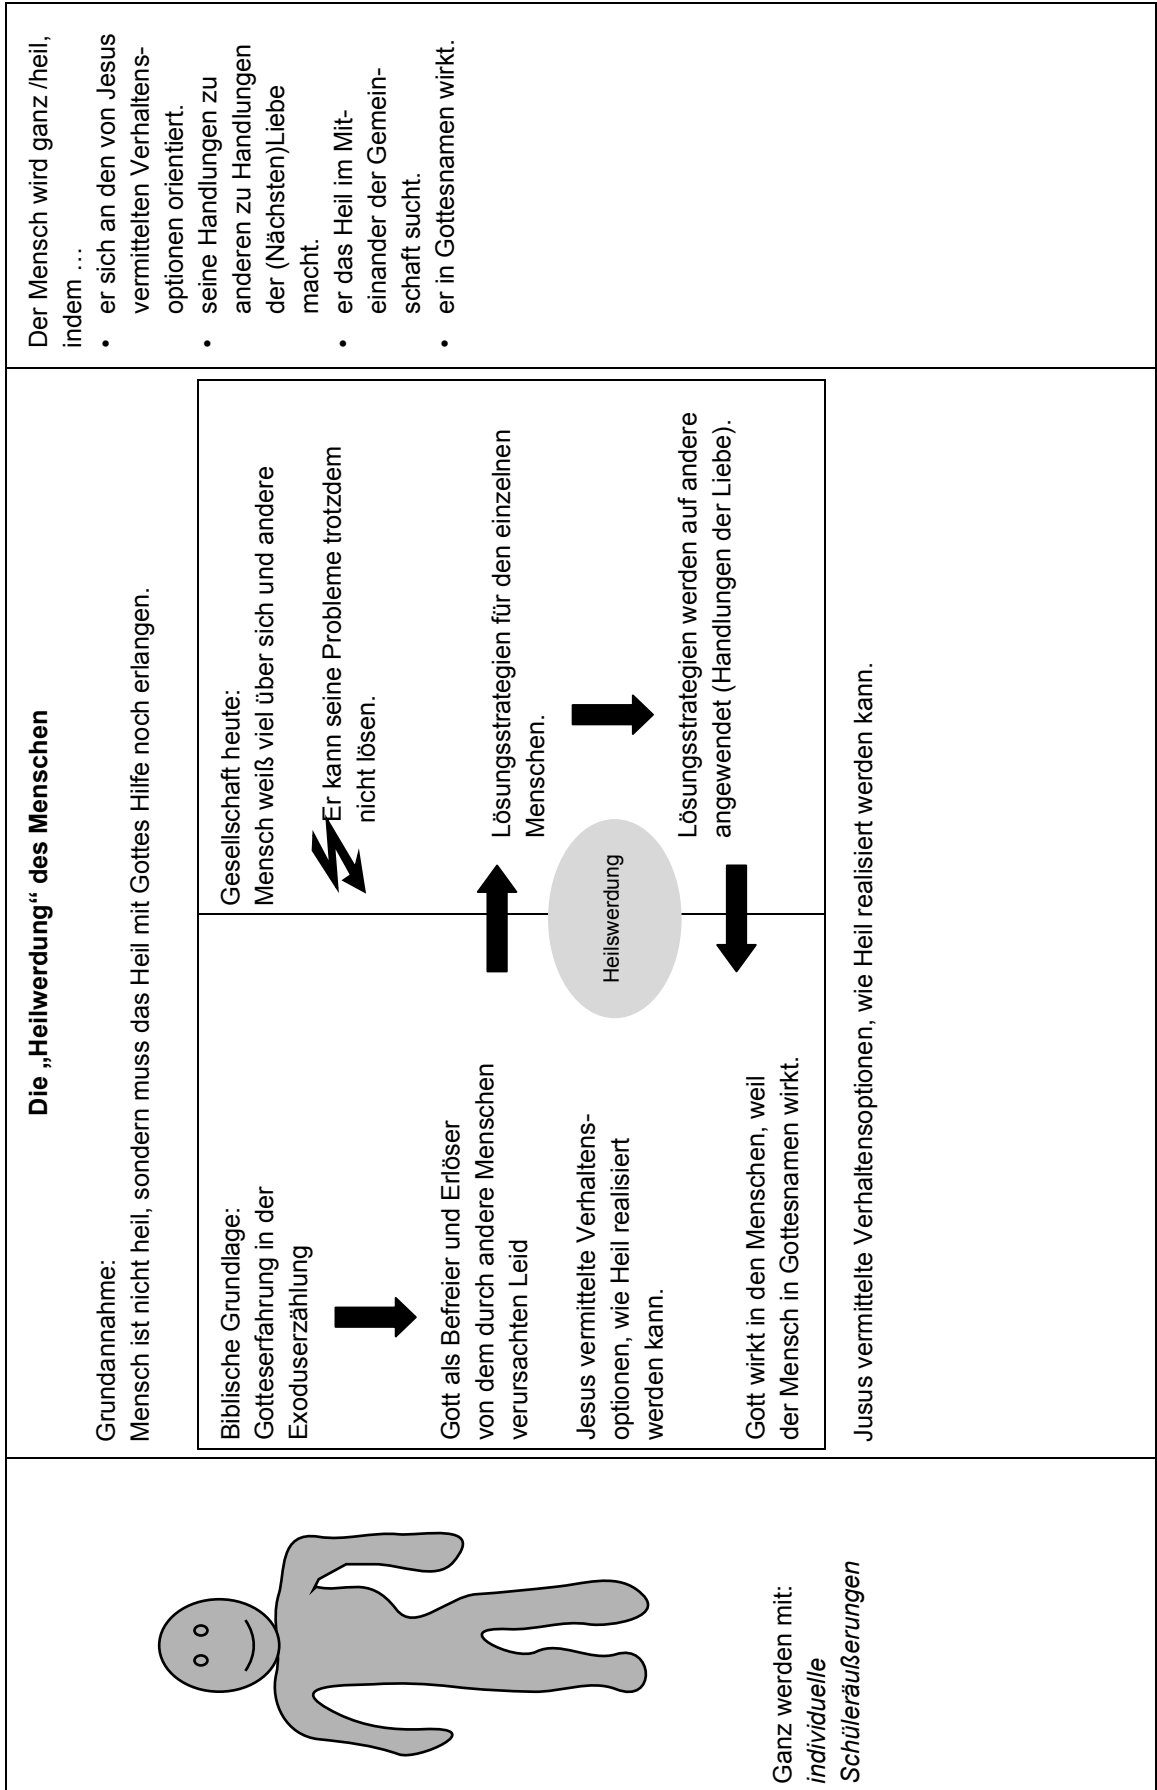 Ganz werden mit:
individuelle
Schüleräußerungen
Die „Heilwerdung“ des Menschen
Grundannahme:
Mensch ist nicht heil, sondern muss das Heil mit Gottes Hilfe noch erlangen.
Biblische Grundlage:
Gotteserfahrung in der
Exoduserzählung
Gott als Befreier und Erlöser
von dem durch andere Menschen
verursachten Leid
Jesus vermittelte Verhaltens-
optionen, wie Heil realisiert
werden kann.
Gott wirkt in den Menschen, weil
der Mensch in Gottesnamen wirkt.
Heilswerdung
Gesellschaft heute:
Mensch weiß viel über sich und andere
Er kann seine Probleme trotzdem
nicht lösen.
Lösungsstrategien für den einzelnen
Menschen.
Lösungsstrategien werden auf andere
angewendet (Handlungen der Liebe).
Jusus vermittelte Verhaltensoptionen, wie Heil realisiert werden kann.
Der Mensch wird ganz /heil,
indem …
• er sich an den von Jesus
vermittelten Verhaltens-
optionen orientiert.
• seine Handlungen zu
anderen zu Handlungen
der (Nächsten)Liebe
macht.
• er das Heil im Mit-
einander der Gemein-
schaft sucht.
• er in Gottesnamen wirkt.